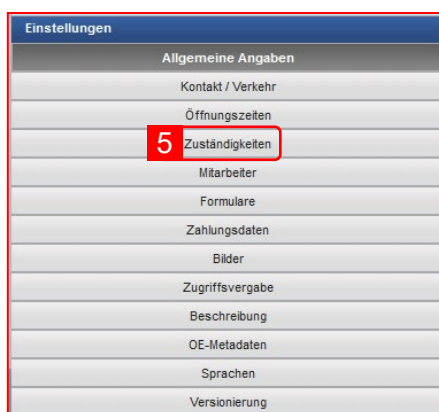 Einstellungen
Allgemeine Angaben
Kontakt / Verkehr
Öffnungszeiten
5 Zuständigkeiten
Mitarbeiter
Formulare
Zahlungsdaten
Bilder
Zugriffsvergabe
Beschreibung
OE-Metadaten
Sprachen
Versionierung